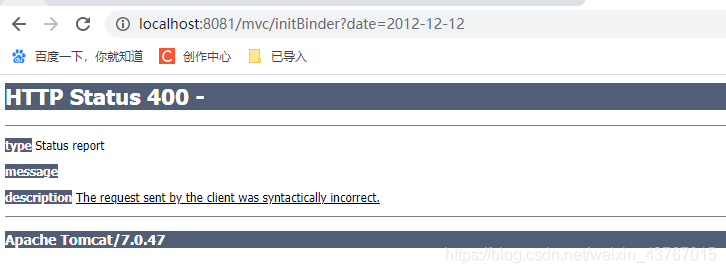 localhost:8081/mvc/initBinder?date=2012-12-12
百度一下，你就知道 C 创作中心 已导入
HTTP Status 400 -
type Status report
message
description The request sent by the client was syntactically incorrect.
Apache Tomcat/7.0.47
https://blog.csdn.net/weixin_43767015